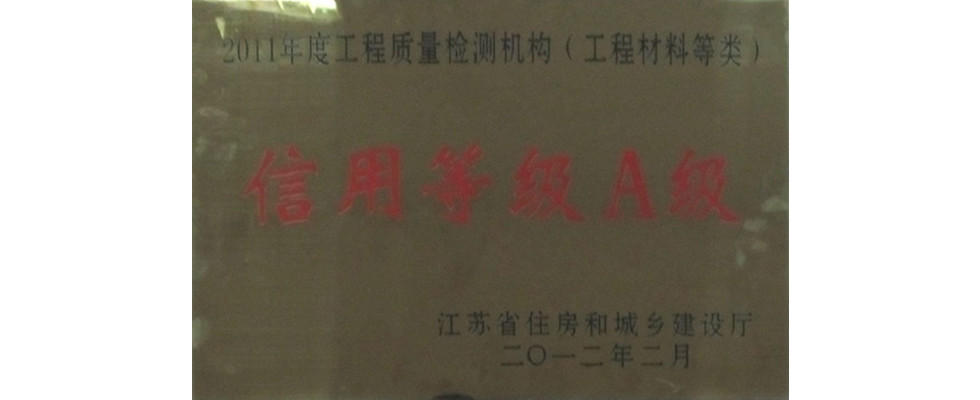 2011年度工程质量检测机构（工程材料等类）
信用等级A级
江苏省住房和城乡建设厅
二〇一二年二月